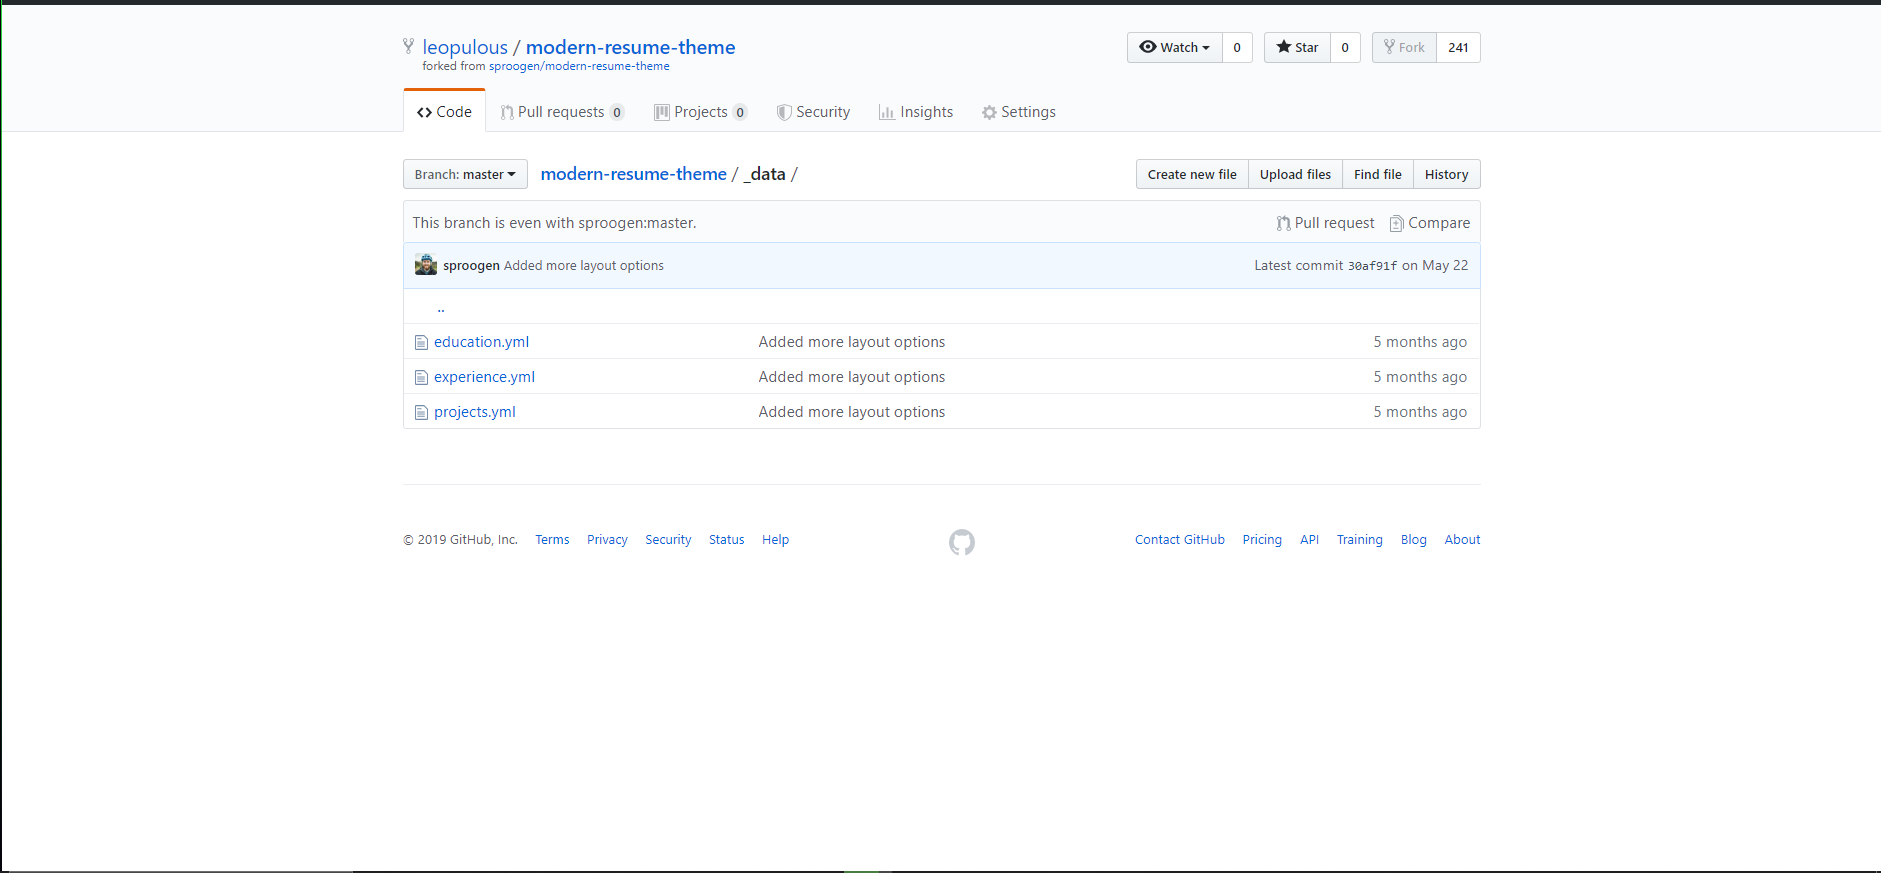 leopulous / modern-resume-theme
forked from sproogen/modern-resume-theme
Watch 0 Star 0 Fork 241
Code Pull requests 0 Projects 0 Security Insights Settings
Branch: master modern-resume-theme / _data / Create new file Upload files Find file History
This branch is even with sproogen:master. Pull request Compare
sproogen Added more layout options Latest commit 30af91f on May 22
..
education.yml Added more layout options 5 months ago
experience.yml Added more layout options 5 months ago
projects.yml Added more layout options 5 months ago
© 2019 GitHub, Inc. Terms Privacy Security Status Help Contact GitHub Pricing API Training Blog About